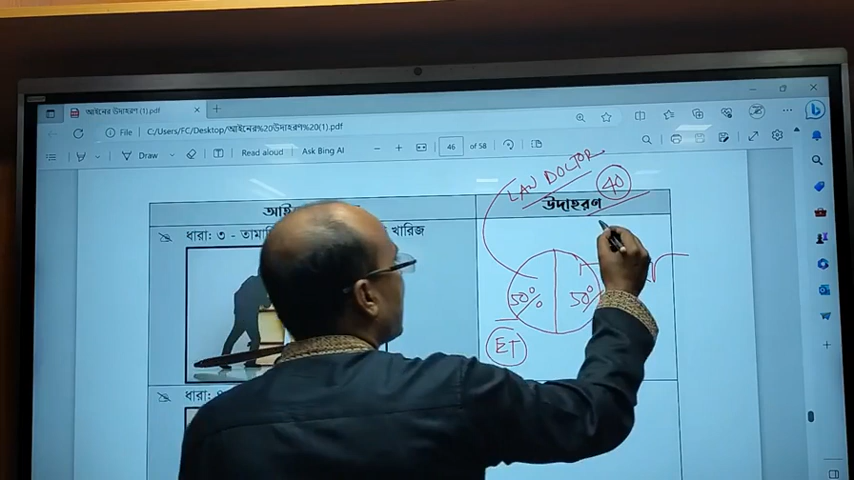 আইনের উদাহরণ (1).pdf
File C:/Users/FC/Desktop/আইনের%20উদাহরণ%20(1).pdf
Draw Read aloud Ask Bing AI 46 of 58
LAW DOCTOR
40
উদাহরণ
ধারা: ৩ - তামাদি
খারিজ
50%
50%
ET